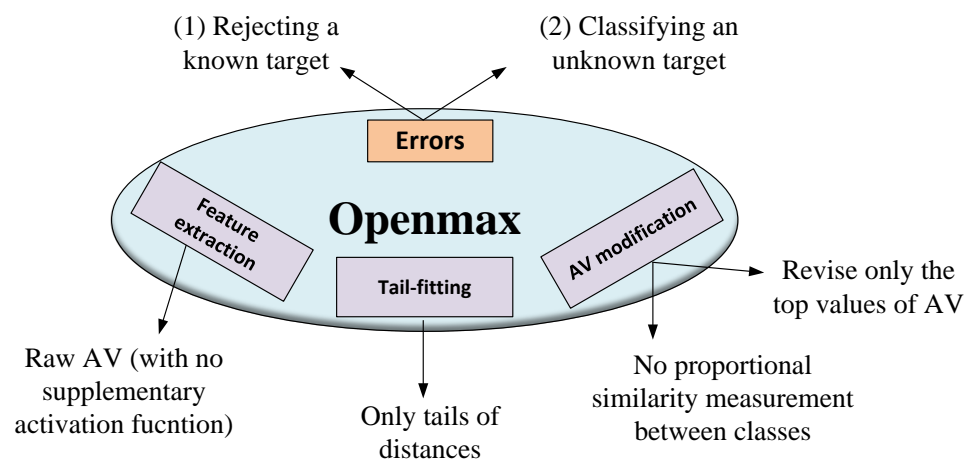 (1) Rejecting a
known target
(2) Classifying an
unknown target
Errors
Openmax
Feature
extraction
Tail-fitting
AV modification
Revise only the
top values of AV
Raw AV (with no
supplementary
activation fucntion)
Only tails of
distances
No proportional
similarity measurement
between classes